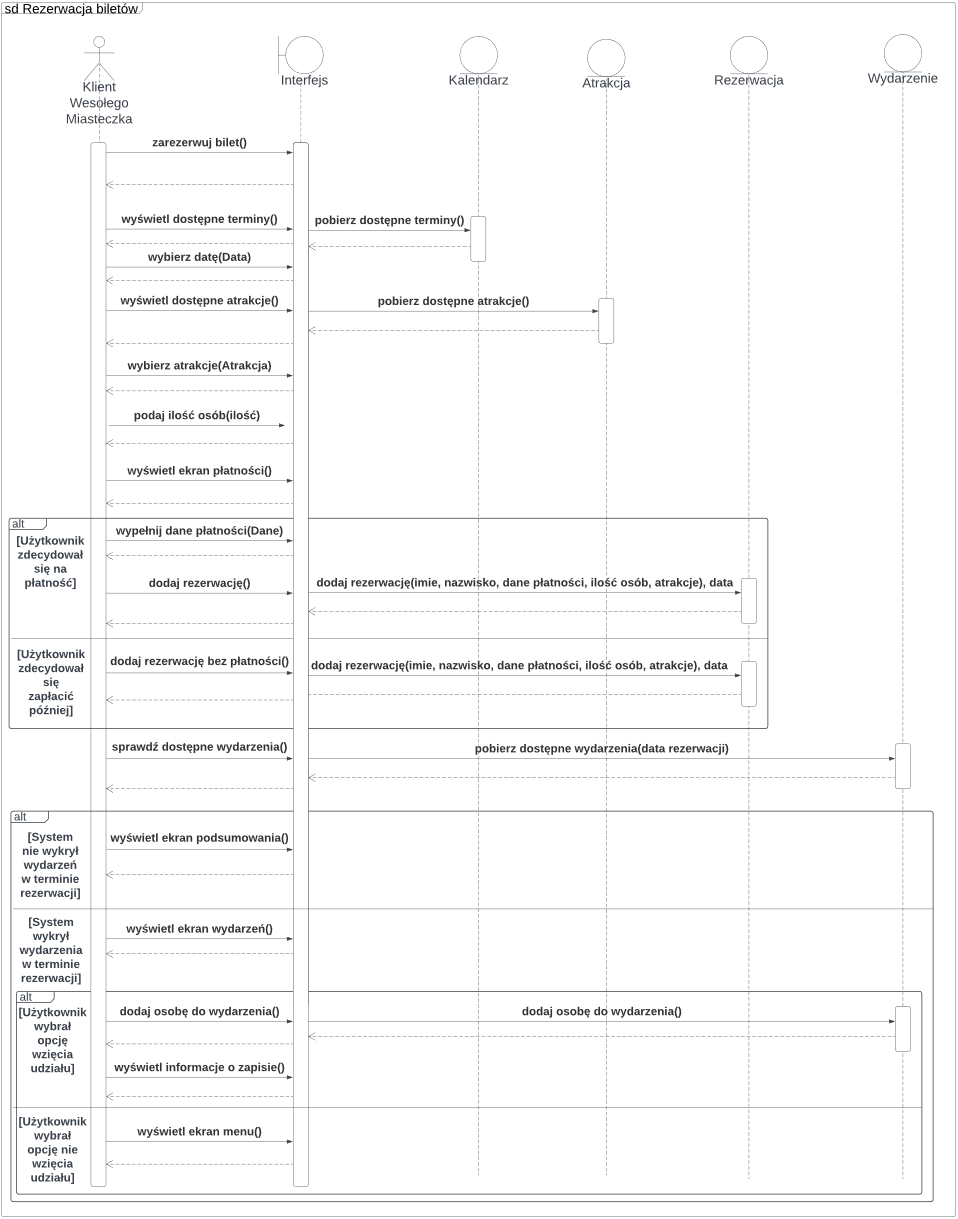 sd Rezerwacja biletów
Klient
Wesołego
Miasteczka
Interfejs
Kalendarz
Atrakcja
Rezerwacja
Wydarzenie
zarezerwuj bilet()
wyświetl dostępne terminy()
pobierz dostępne terminy()
wybierz datę(Data)
wyświetl dostępne atrakcje()
pobierz dostępne atrakcje()
wybierz atrakcje(Atrakcja)
podaj ilość osób(ilość)
wyświetl ekran płatności()
alt
[Użytkownik
zdecydował
się na
płatność]
wypełnij dane płatności(Dane)
dodaj rezerwację()
dodaj rezerwację(imie, nazwisko, dane płatności, ilość osób, atrakcje), data
[Użytkownik
zdecydował
się
zapłacić
później]
dodaj rezerwację bez płatności()
dodaj rezerwację(imie, nazwisko, dane płatności, ilość osób, atrakcje), data
sprawdź dostępne wydarzenia()
pobierz dostępne wydarzenia(data rezerwacji)
alt
[System
nie wykrył
wydarzeń
w terminie
rezerwacji]
wyświetl ekran podsumowania()
[System
wykrył
wydarzenia
w terminie
rezerwacji]
wyświetl ekran wydarzeń()
alt
[Użytkownik
wybrał
opcję
wzięcia
udziału]
dodaj osobę do wydarzenia()
dodaj osobę do wydarzenia()
wyświetl informacje o zapisie()
[Użytkownik
wybrał
opcję nie
wzięcia
udziału]
wyświetl ekran menu()